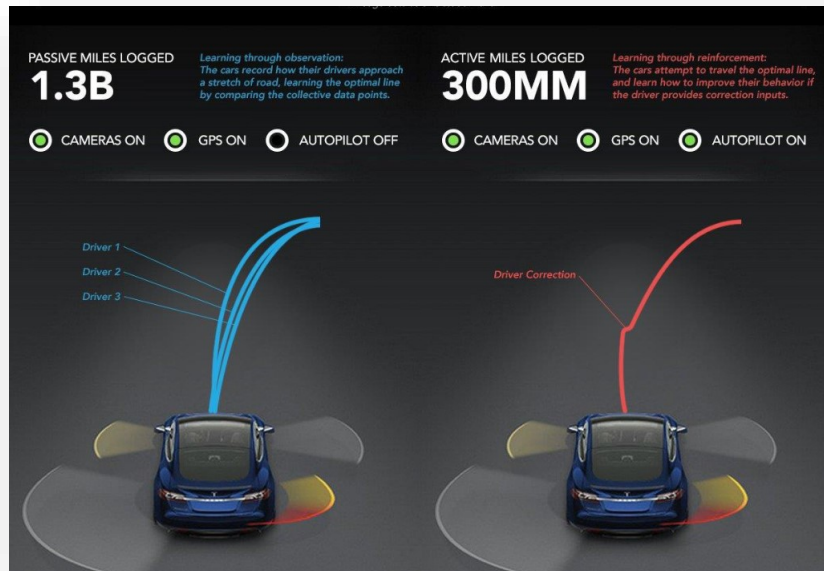 PASSIVE MILES LOGGED
1.3B
Learning through observation:
The cars record how their drivers approach
a stretch of road, learning the optimal line
by comparing the collective data points.
CAMERAS ON
GPS ON
AUTOPILOT OFF
Driver 1
Driver 2
Driver 3
ACTIVE MILES LOGGED
300MM
Learning through reinforcement:
The cars attempt to travel the optimal line,
and learn how to improve their behavior if
the driver provides correction inputs.
CAMERAS ON
GPS ON
AUTOPILOT ON
Driver Correction